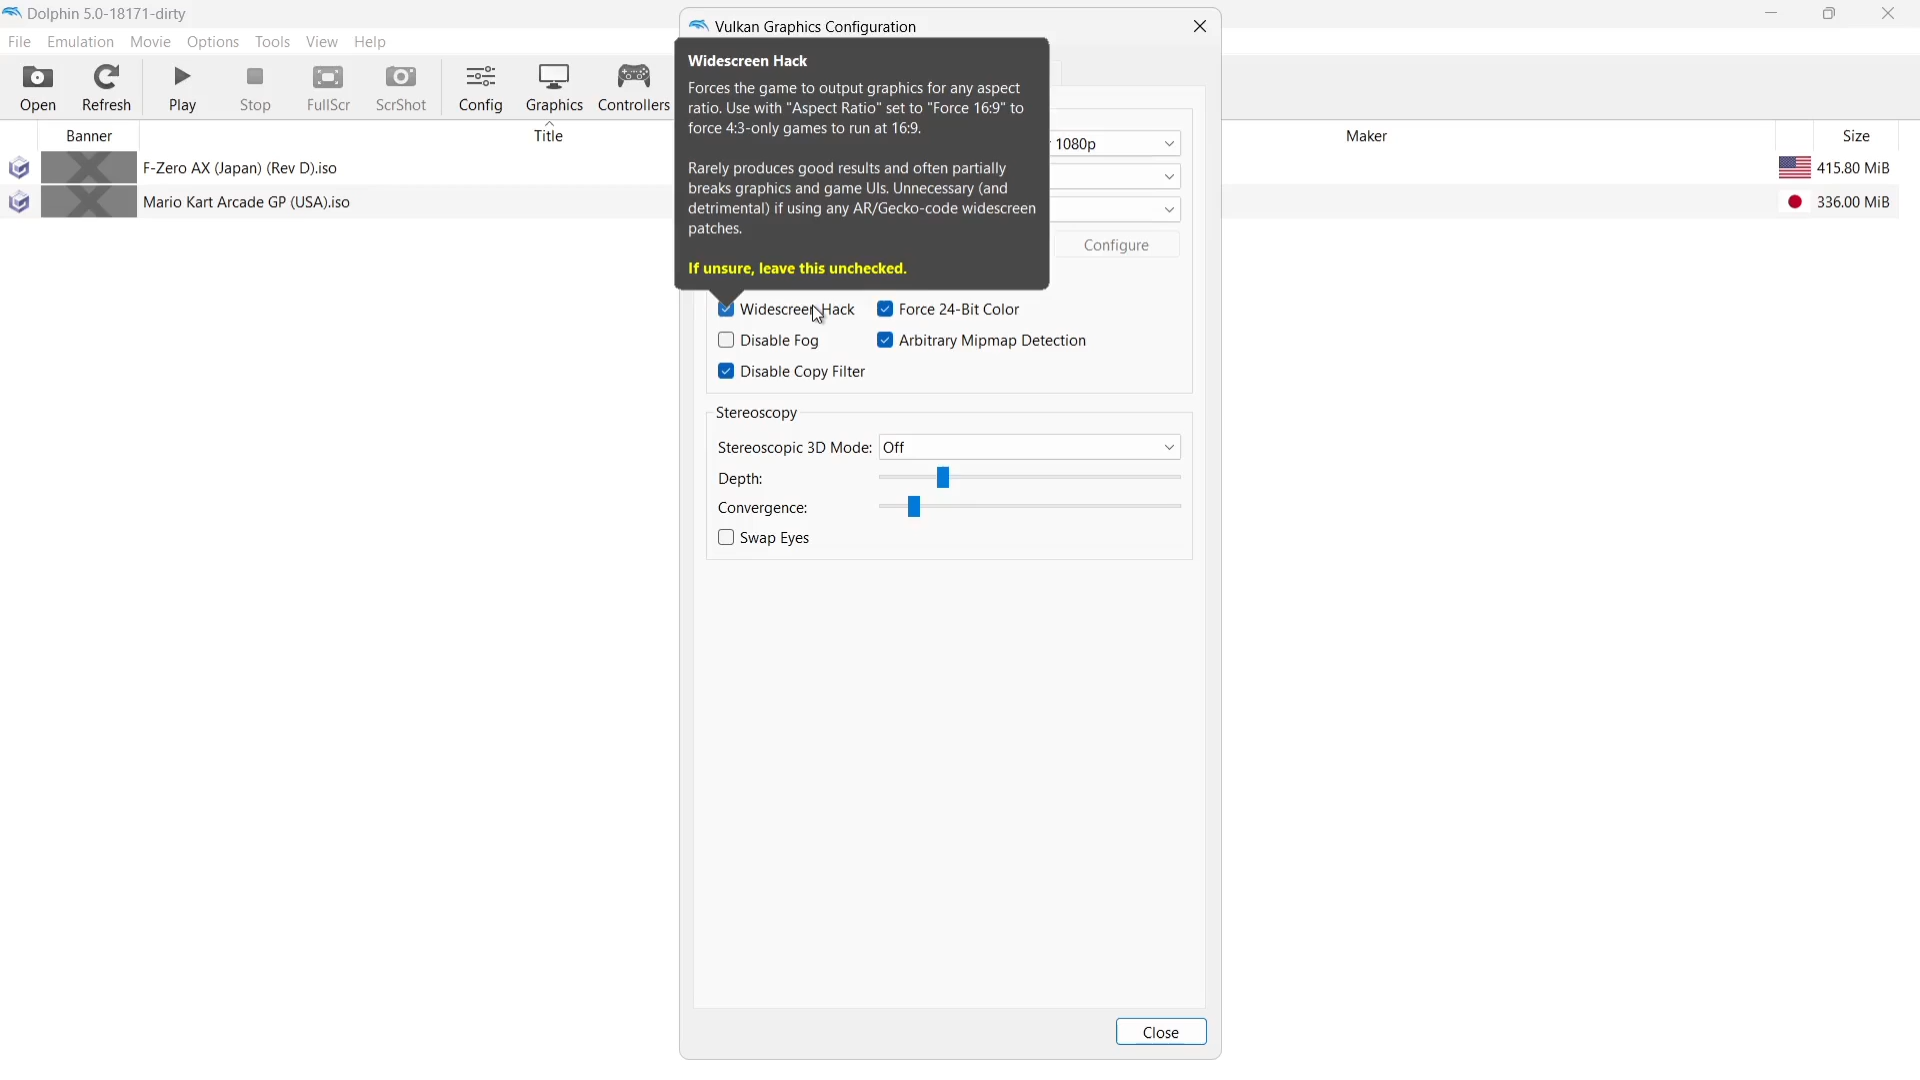 Dolphin 5.0-18171-dirty
File Emulation Movie Options Tools View Help
Open Refresh Play Stop FullScr ScrShot Config Graphics Controllers
Banner Title Maker Size
F-Zero AX (Japan) (Rev D).iso 415.80 MiB
Mario Kart Arcade GP (USA).iso 336.00 MiB
Vulkan Graphics Configuration
Widescreen Hack
Forces the game to output graphics for any aspect
ratio. Use with "Aspect Ratio" set to "Force 16:9" to
force 4:3-only games to run at 16:9.
Rarely produces good results and often partially
breaks graphics and game UIs. Unnecessary (and
detrimental) if using any AR/Gecko-code widescreen
patches.
If unsure, leave this unchecked.
1080p
Configure
Widescreen Hack Force 24-Bit Color
Disable Fog Arbitrary Mipmap Detection
Disable Copy Filter
Stereoscopy
Stereoscopic 3D Mode: Off
Depth:
Convergence:
Swap Eyes
Close